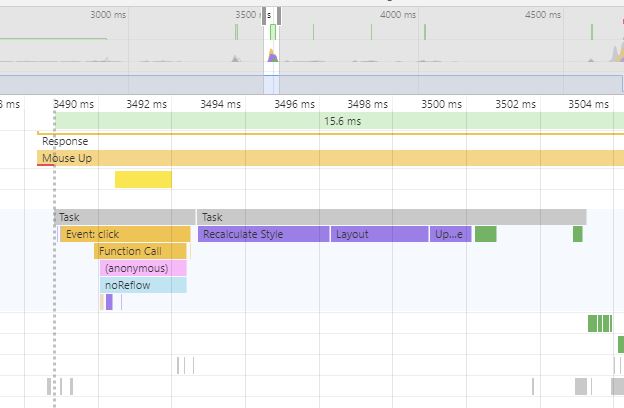 3000 ms 3500 ms 4000 ms 4500 ms
ms 3490 ms 3492 ms 3494 ms 3496 ms 3498 ms 3500 ms 3502 ms 3504 ms
15.6 ms
Response
Mouse Up
Task Task
Event: click Recalculate Style Layout Up...e
Function Call
(anonymous)
noReflow